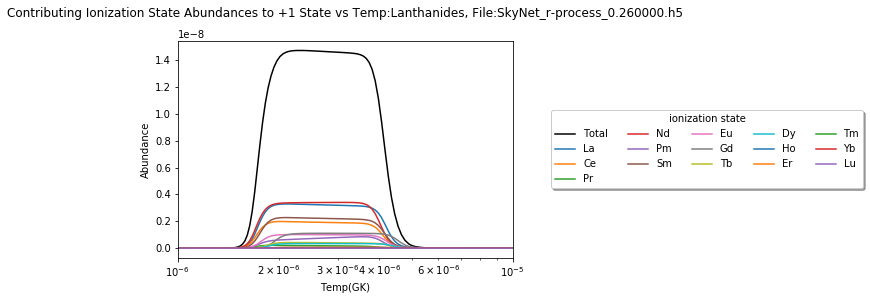 Contributing Ionization State Abundances to +1 State vs Temp:Lanthanides, File:SkyNet_r-process_0.260000.h5
1e−8
1.4
1.2
1.0
0.8
0.6
0.4
0.2
0.0
Abundance
10⁻⁶
2 × 10⁻⁶
3 × 10⁻⁶
4 × 10⁻⁶
6 × 10⁻⁶
10⁻⁵
Temp(GK)
ionization state
Total
La
Ce
Pr
Nd
Pm
Sm
Eu
Gd
Tb
Dy
Ho
Er
Tm
Yb
Lu